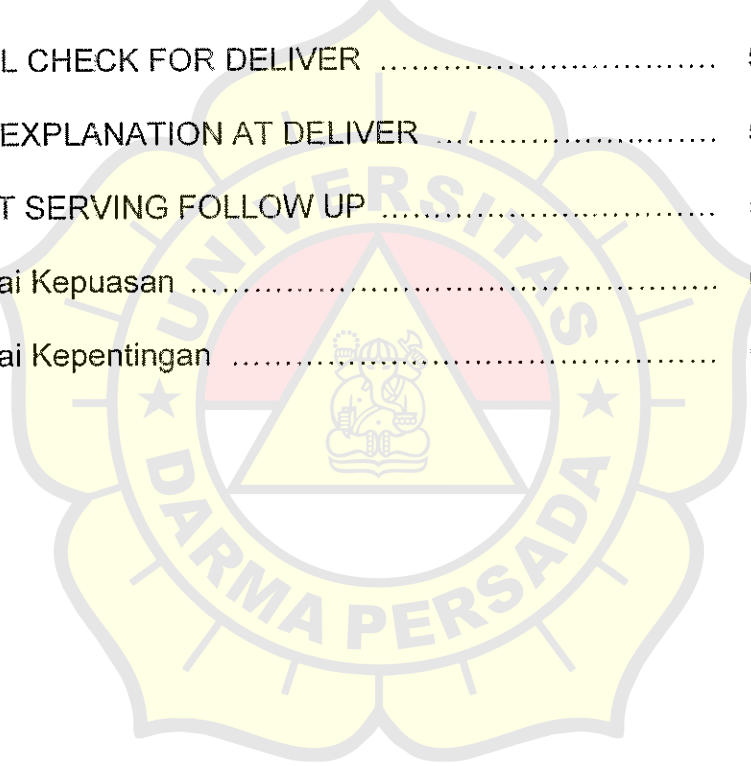 L CHECK FOR DELIVER ................................
EXPLANATION AT DELIVER ..........................
T SERVING FOLLOW UP ................................
ai Kepuasan ..................................................
ai Kepentingan ..............................................
UNIVERSITAS
DARMA PERSADA